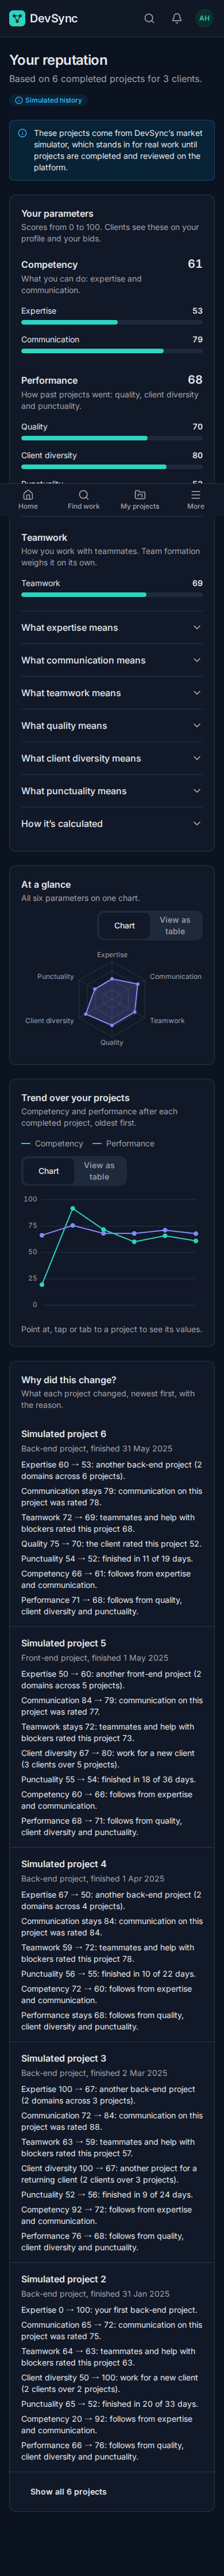 DevSync
AH
Your reputation
Based on 6 completed projects for 3 clients.
Simulated history
These projects come from DevSync's market
simulator, which stands in for real work until
projects are completed and reviewed on the
platform.
Your parameters
Scores from 0 to 100. Clients see these on your
profile and your bids.
Competency 61
What you can do: expertise and
communication.
Expertise 53
Communication 79
Performance 68
How past projects went: quality, client diversity
and punctuality.
Quality 70
Client diversity 80
Punctuality 52
Home Find work My projects More
Teamwork
How you work with teammates. Team formation
weighs it on its own.
Teamwork 69
What expertise means
What communication means
What teamwork means
What quality means
What client diversity means
What punctuality means
How it's calculated
At a glance
All six parameters on one chart.
Chart
View as
table
Expertise
Punctuality
Communication
Client diversity
Teamwork
Quality
Trend over your projects
Competency and performance after each
completed project, oldest first.
Competency Performance
Chart
View as
table
100
75
50
25
0
Point at, tap or tab to a project to see its values.
Why did this change?
What each project changed, newest first, with
the reason.
Simulated project 6
Back-end project, finished 31 May 2025
Expertise 60 → 53: another back-end project (2
domains across 6 projects).
Communication stays 79: communication on this
project was rated 78.
Teamwork 72 → 69: teammates and help with
blockers rated this project 68.
Quality 75 → 70: the client rated this project 52.
Punctuality 54 → 52: finished in 11 of 19 days.
Competency 66 → 61: follows from expertise
and communication.
Performance 71 → 68: follows from quality,
client diversity and punctuality.
Simulated project 5
Front-end project, finished 1 May 2025
Expertise 50 → 60: another front-end project (2
domains across 5 projects).
Communication 84 → 79: communication on this
project was rated 77.
Teamwork stays 72: teammates and help with
blockers rated this project 73.
Client diversity 67 → 80: work for a new client
(3 clients over 5 projects).
Punctuality 55 → 54: finished in 18 of 36 days.
Competency 60 → 66: follows from expertise
and communication.
Performance 68 → 71: follows from quality,
client diversity and punctuality.
Simulated project 4
Back-end project, finished 1 Apr 2025
Expertise 67 → 50: another back-end project (2
domains across 4 projects).
Communication stays 84: communication on this
project was rated 84.
Teamwork 59 → 72: teammates and help with
blockers rated this project 78.
Punctuality 56 → 55: finished in 10 of 22 days.
Competency 72 → 60: follows from expertise
and communication.
Performance stays 68: follows from quality,
client diversity and punctuality.
Simulated project 3
Back-end project, finished 2 Mar 2025
Expertise 100 → 67: another back-end project
(2 domains across 3 projects).
Communication 72 → 84: communication on this
project was rated 88.
Teamwork 63 → 59: teammates and help with
blockers rated this project 57.
Client diversity 100 → 67: another project for a
returning client (2 clients over 3 projects).
Punctuality 52 → 56: finished in 9 of 24 days.
Competency 92 → 72: follows from expertise
and communication.
Performance 76 → 68: follows from quality,
client diversity and punctuality.
Simulated project 2
Back-end project, finished 31 Jan 2025
Expertise 0 → 100: your first back-end project.
Communication 65 → 72: communication on this
project was rated 75.
Teamwork 64 → 63: teammates and help with
blockers rated this project 63.
Client diversity 50 → 100: work for a new client
(2 clients over 2 projects).
Punctuality 65 → 52: finished in 20 of 33 days.
Competency 20 → 92: follows from expertise
and communication.
Performance 66 → 76: follows from quality,
client diversity and punctuality.
Show all 6 projects